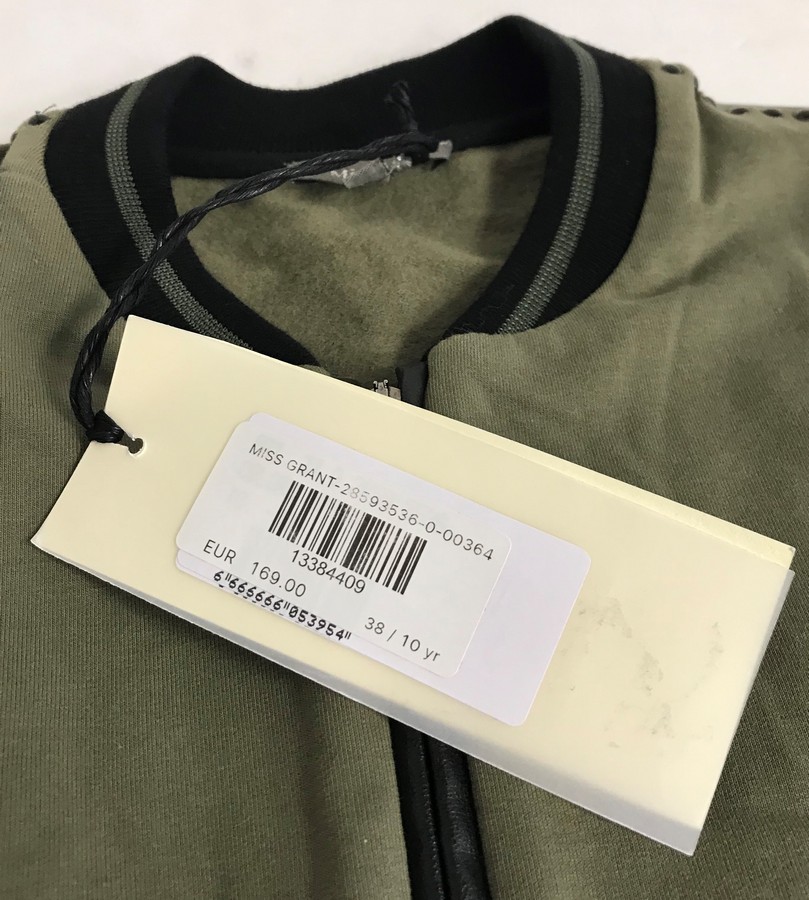 MISS GRANT-28593536-0-00364
13384409
EUR 169.00
38 / 10 yr
6"666666"053954"